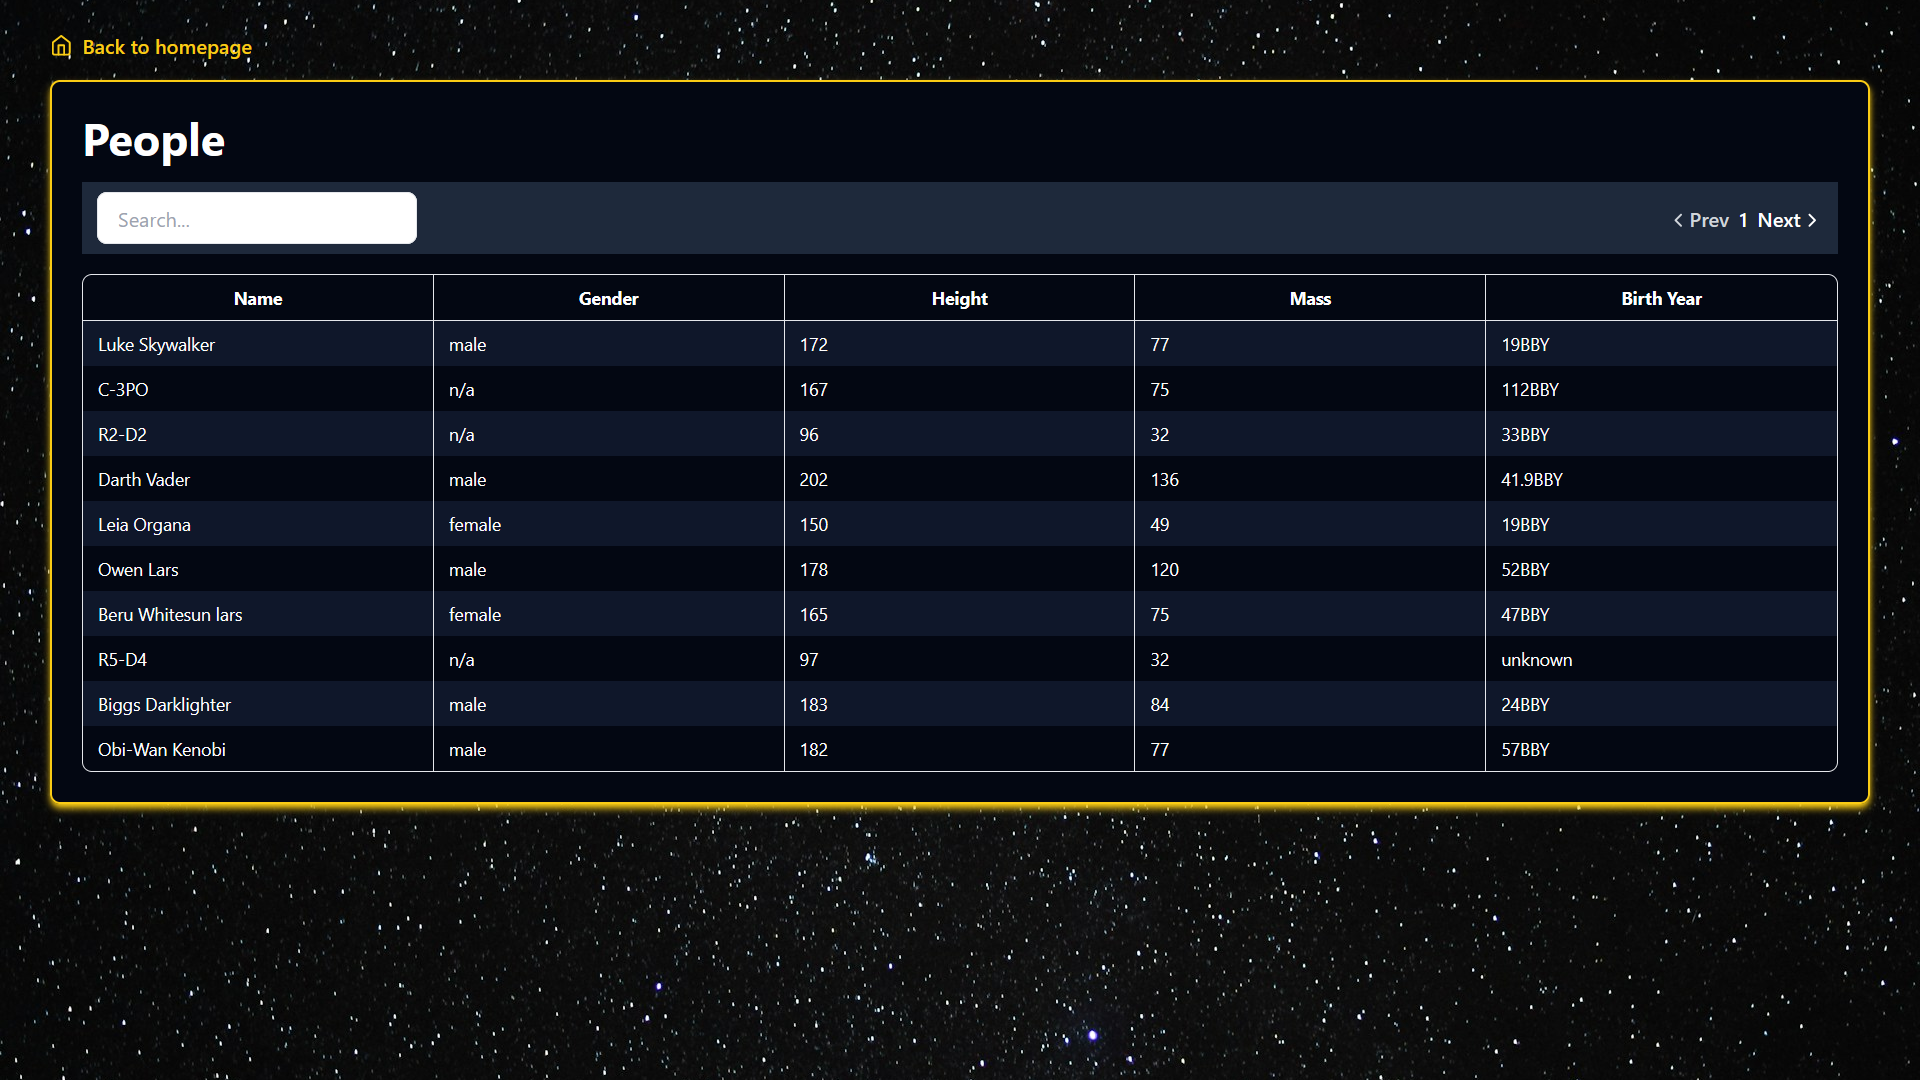 Back to homepage
People
Search...
Prev 1 Next
Name Gender Height Mass Birth Year
Luke Skywalker male 172 77 19BBY
C-3PO n/a 167 75 112BBY
R2-D2 n/a 96 32 33BBY
Darth Vader male 202 136 41.9BBY
Leia Organa female 150 49 19BBY
Owen Lars male 178 120 52BBY
Beru Whitesun lars female 165 75 47BBY
R5-D4 n/a 97 32 unknown
Biggs Darklighter male 183 84 24BBY
Obi-Wan Kenobi male 182 77 57BBY